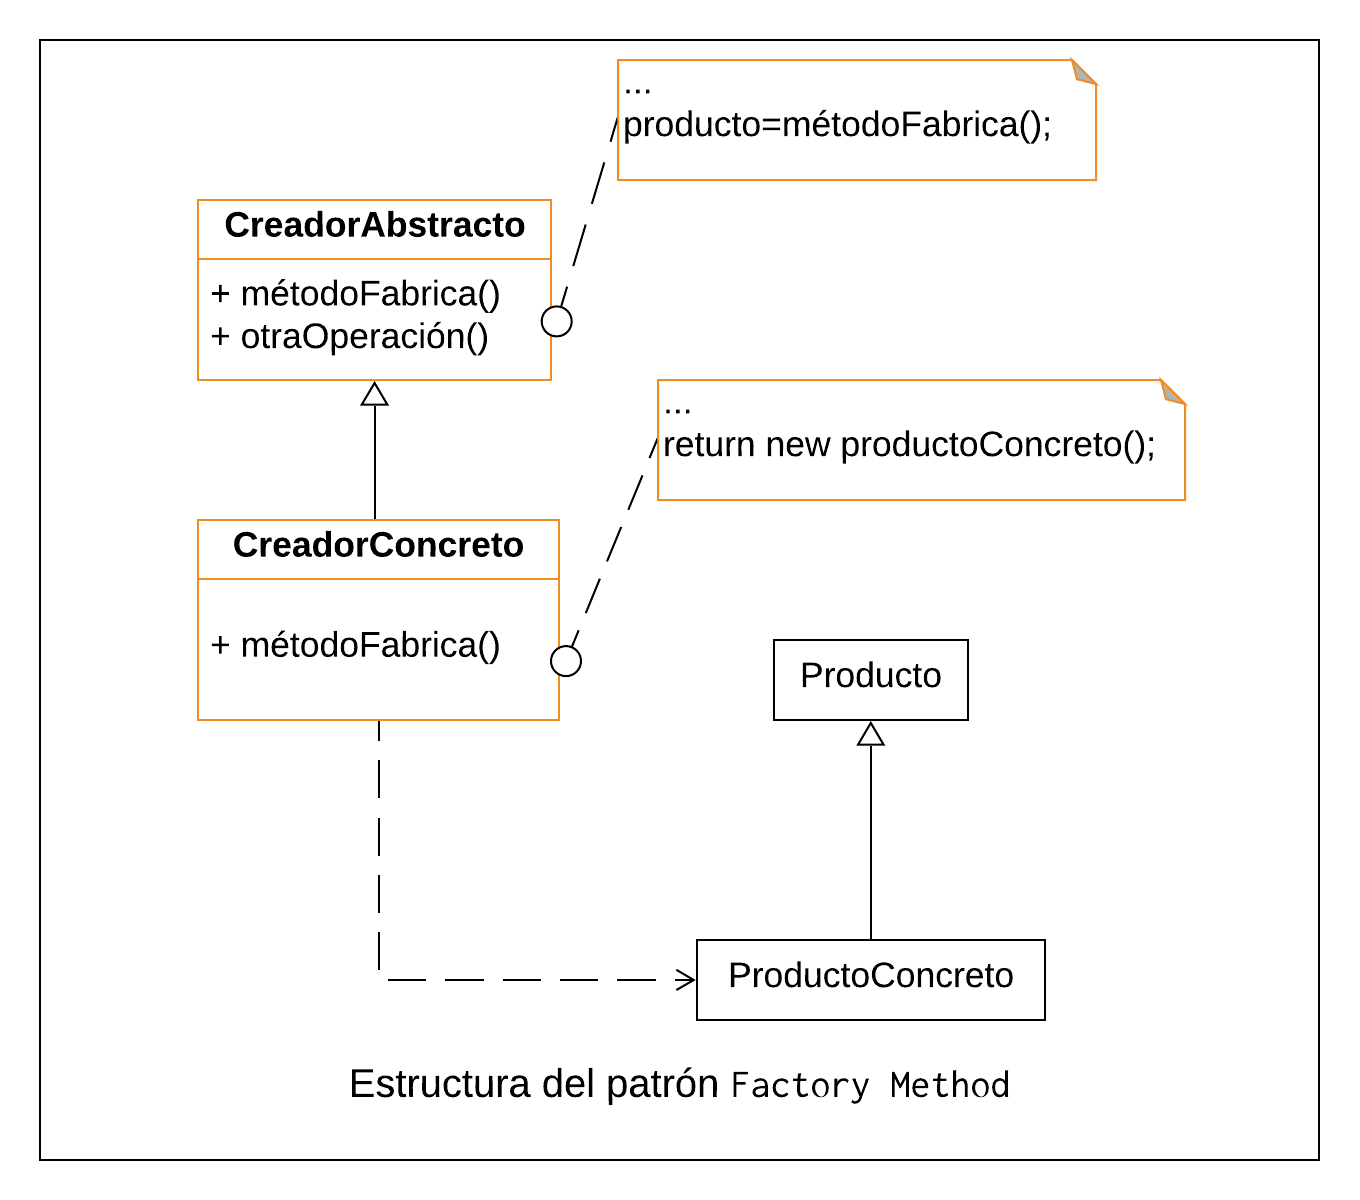 ...
producto=métodoFabrica();
CreadorAbstracto
+ métodoFabrica()
+ otraOperación()
...
return new productoConcreto();
CreadorConcreto
+ métodoFabrica()
Producto
ProductoConcreto
Estructura del patrón Factory Method